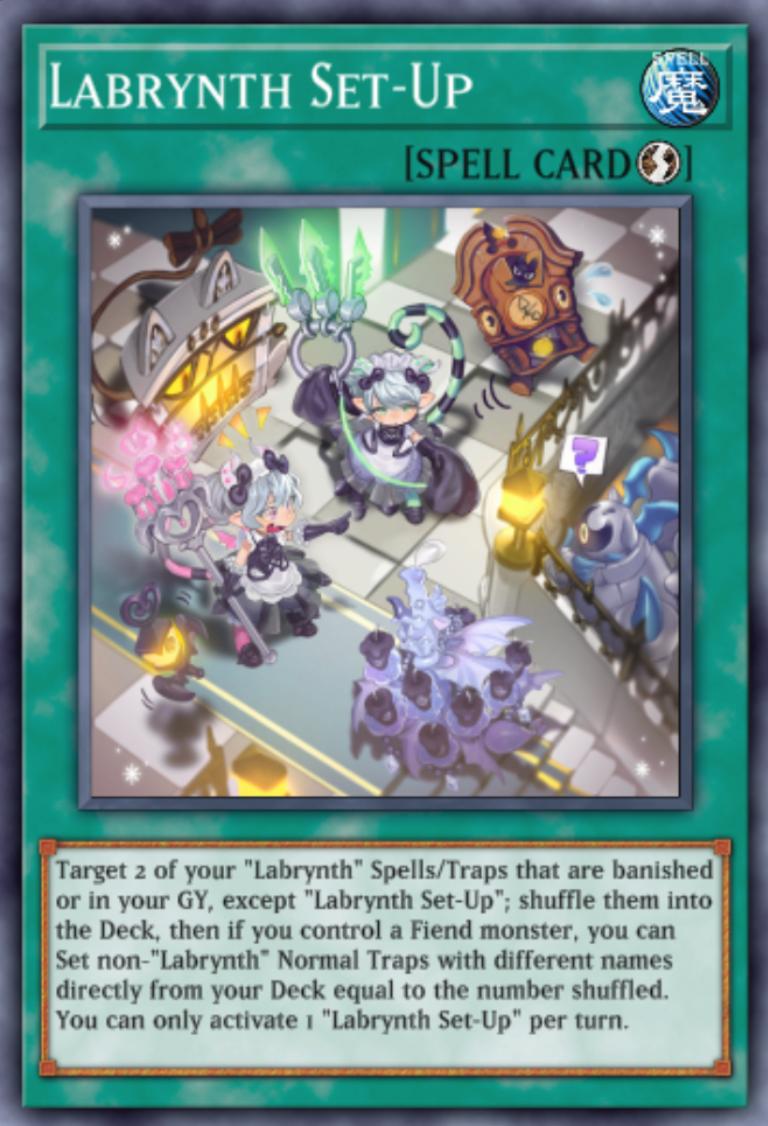 Labrynth Set-Up
SPELL
魔
[SPELL CARD]
?
Target 2 of your "Labrynth" Spells/Traps that are banished
or in your GY, except "Labrynth Set-Up"; shuffle them into
the Deck, then if you control a Fiend monster, you can
Set non-"Labrynth" Normal Traps with different names
directly from your Deck equal to the number shuffled.
You can only activate 1 "Labrynth Set-Up" per turn.